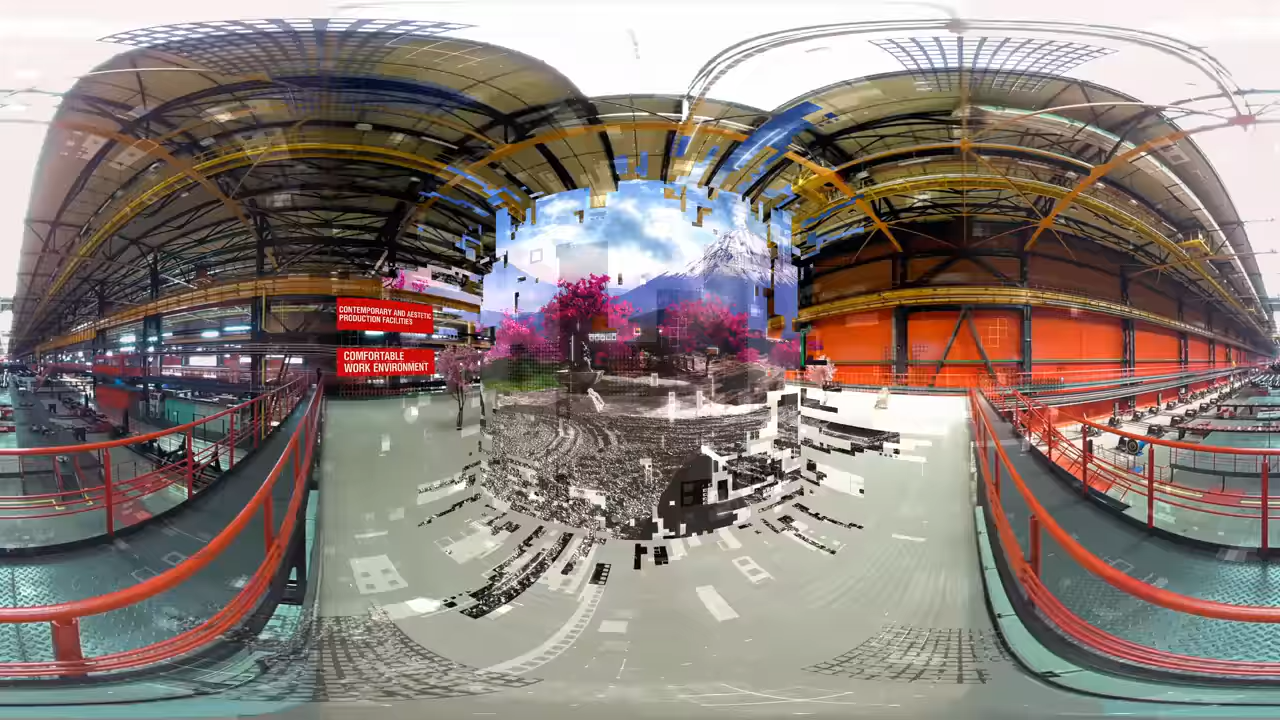 CONTEMPORARY AND AESTETIC
PRODUCTION FACILITIES
COMFORTABLE
WORK ENVIRONMENT